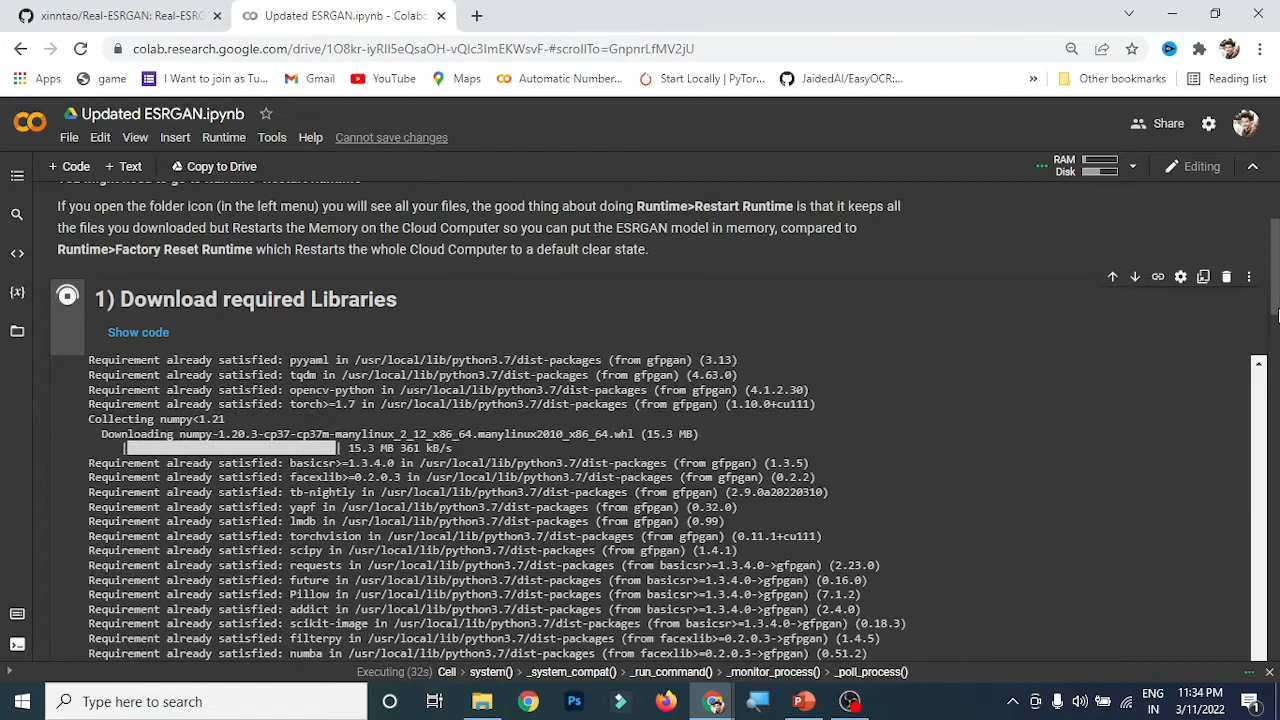 xinntao/Real-ESRGAN: Real-ESRG
Updated ESRGAN.ipynb - Colabo
colab.research.google.com/drive/1O8kr-iyRlI5eQsaOH-vQlc3ImEKWsvF-#scrollTo=GnpnrLfMV2jU
Apps
game
I Want to join as Tu...
Gmail
YouTube
Maps
Automatic Number...
Start Locally | PyTor...
JaidedAI/EasyOCR:...
»
Other bookmarks
Reading list
Updated ESRGAN.ipynb
File Edit View Insert Runtime Tools Help Cannot save changes
Share
+ Code + Text Copy to Drive
RAM
Disk
Editing
You might need to go to Runtime>Restart Runtime
If you open the folder icon (in the left menu) you will see all your files, the good thing about doing Runtime>Restart Runtime is that it keeps all
the files you downloaded but Restarts the Memory on the Cloud Computer so you can put the ESRGAN model in memory, compared to
Runtime>Factory Reset Runtime which Restarts the whole Cloud Computer to a default clear state.
1) Download required Libraries
Show code
Requirement already satisfied: pyyaml in /usr/local/lib/python3.7/dist-packages (from gfpgan) (3.13)
Requirement already satisfied: tqdm in /usr/local/lib/python3.7/dist-packages (from gfpgan) (4.63.0)
Requirement already satisfied: opencv-python in /usr/local/lib/python3.7/dist-packages (from gfpgan) (4.1.2.30)
Requirement already satisfied: torch>=1.7 in /usr/local/lib/python3.7/dist-packages (from gfpgan) (1.10.0+cu111)
Collecting numpy<1.21
Downloading numpy-1.20.3-cp37-cp37m-manylinux_2_12_x86_64.manylinux2010_x86_64.whl (15.3 MB)
| | 15.3 MB 361 kB/s
Requirement already satisfied: basicsr>=1.3.4.0 in /usr/local/lib/python3.7/dist-packages (from gfpgan) (1.3.5)
Requirement already satisfied: facexlib>=0.2.0.3 in /usr/local/lib/python3.7/dist-packages (from gfpgan) (0.2.2)
Requirement already satisfied: tb-nightly in /usr/local/lib/python3.7/dist-packages (from gfpgan) (2.9.0a20220310)
Requirement already satisfied: yapf in /usr/local/lib/python3.7/dist-packages (from gfpgan) (0.32.0)
Requirement already satisfied: lmdb in /usr/local/lib/python3.7/dist-packages (from gfpgan) (0.99)
Requirement already satisfied: torchvision in /usr/local/lib/python3.7/dist-packages (from gfpgan) (0.11.1+cu111)
Requirement already satisfied: scipy in /usr/local/lib/python3.7/dist-packages (from gfpgan) (1.4.1)
Requirement already satisfied: requests in /usr/local/lib/python3.7/dist-packages (from basicsr>=1.3.4.0->gfpgan) (2.23.0)
Requirement already satisfied: future in /usr/local/lib/python3.7/dist-packages (from basicsr>=1.3.4.0->gfpgan) (0.16.0)
Requirement already satisfied: Pillow in /usr/local/lib/python3.7/dist-packages (from basicsr>=1.3.4.0->gfpgan) (7.1.2)
Requirement already satisfied: addict in /usr/local/lib/python3.7/dist-packages (from basicsr>=1.3.4.0->gfpgan) (2.4.0)
Requirement already satisfied: scikit-image in /usr/local/lib/python3.7/dist-packages (from basicsr>=1.3.4.0->gfpgan) (0.18.3)
Requirement already satisfied: filterpy in /usr/local/lib/python3.7/dist-packages (from facexlib>=0.2.0.3->gfpgan) (1.4.5)
Requirement already satisfied: numba in /usr/local/lib/python3.7/dist-packages (from facexlib>=0.2.0.3->gfpgan) (0.51.2)
Executing (32s) Cell > system() > _system_compat() > _run_command() > _monitor_process() > _poll_process()
Type here to search
Ps
ENG
IN
11:34 PM
3/11/2022
1